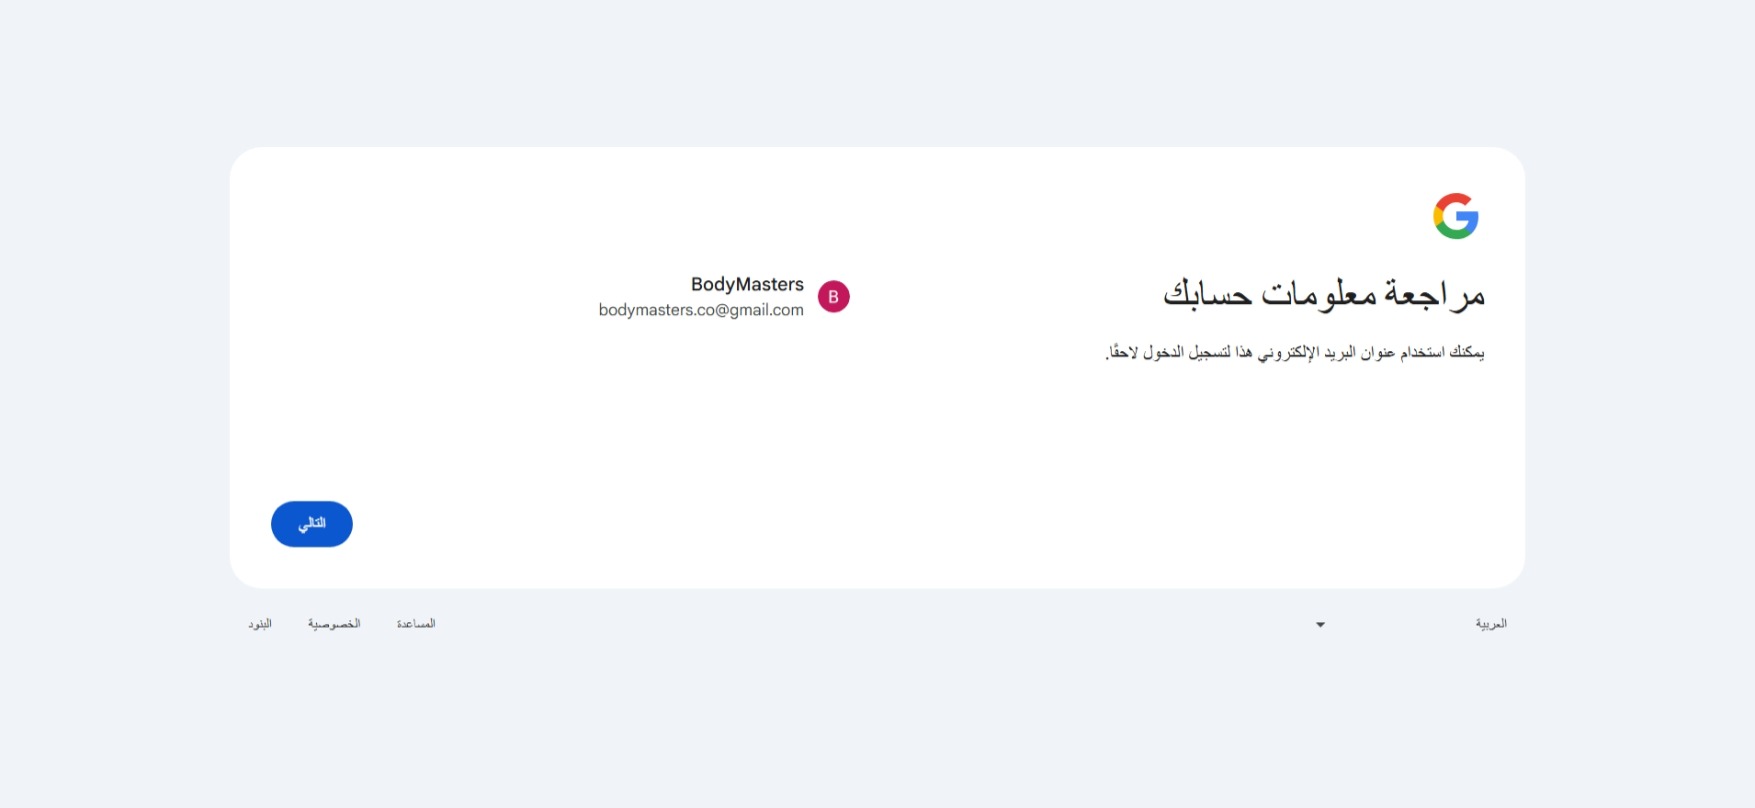 مراجعة معلومات حسابك
يمكنك استخدام عنوان البريد الإلكتروني هذا لتسجيل الدخول لاحقًا.
B
BodyMasters
bodymasters.co@gmail.com
التالي
العربية
المساعدة
الخصوصية
البنود